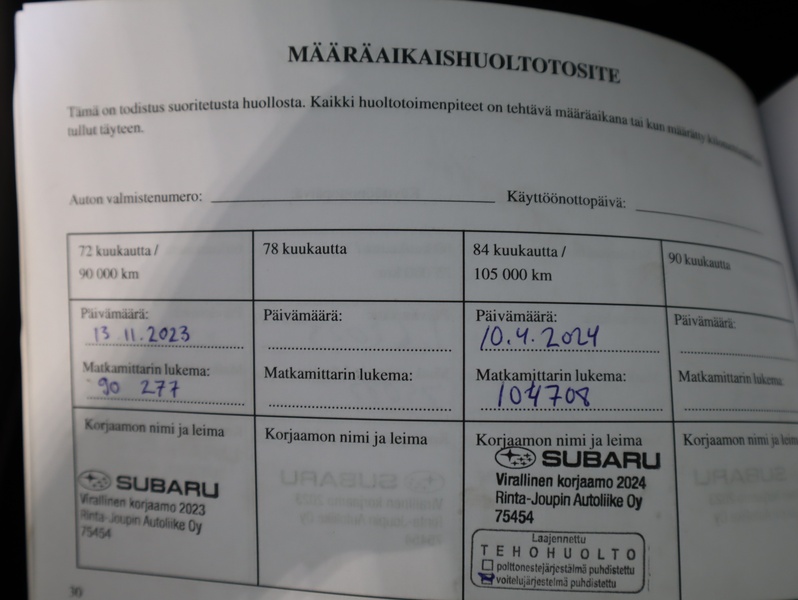 MÄÄRÄAIKAISHUOLTOTOSITE
Tämä on todistus suoritetusta huollosta. Kaikki huoltotoimenpiteet on tehtävä määräaikana tai kun määrätty
tullut täyteen.
Auton valmistenumero: Käyttöönottopäivä:
72 kuukautta /
90 000 km
78 kuukautta
84 kuukautta /
105 000 km
90 kuukautta
Päivämäärä:
13 11.2023
Päivämäärä:
Päivämäärä:
10.4.2024
Päivämäärä:
Matkamittarin lukema:
90 277
Matkamittarin lukema:
Matkamittarin lukema:
104708
Matkamittarin lukema:
Korjaamon nimi ja leima
SUBARU
Virallinen korjaamo 2023
Rinta-Joupin Autoliike Oy
75454
Korjaamon nimi ja leima
Korjaamon nimi ja leima
SUBARU
Virallinen korjaamo 2024
Rinta-Joupin Autoliike Oy
75454
Laajennettu
TEHOHUOLTO
polttonestejärjestelmä puhdistettu
voitelujärjestelmä puhdistettu
Korjaamon nimi ja
30